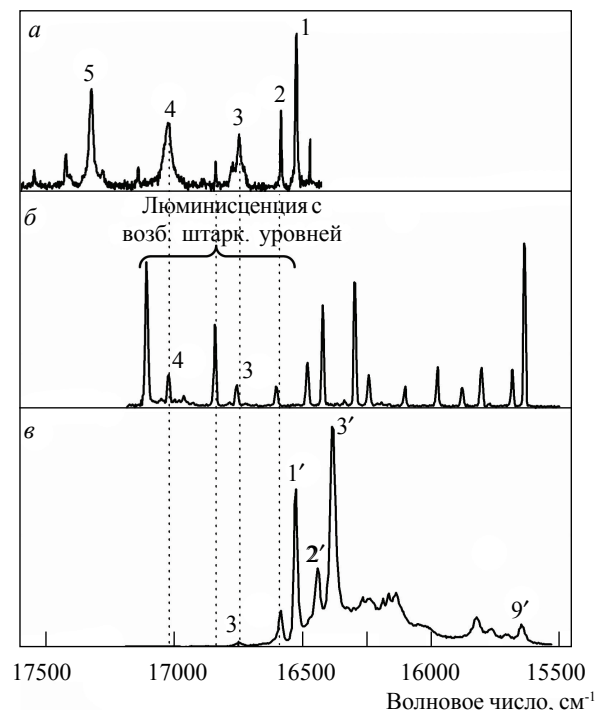 а
1
5
2
4
3
б
Люминисценция с
возб. штарк. уровней
4
3
в
3′
1′
2′
3
9′
17500 17000 16500 16000 15500
Волновое число, см-1